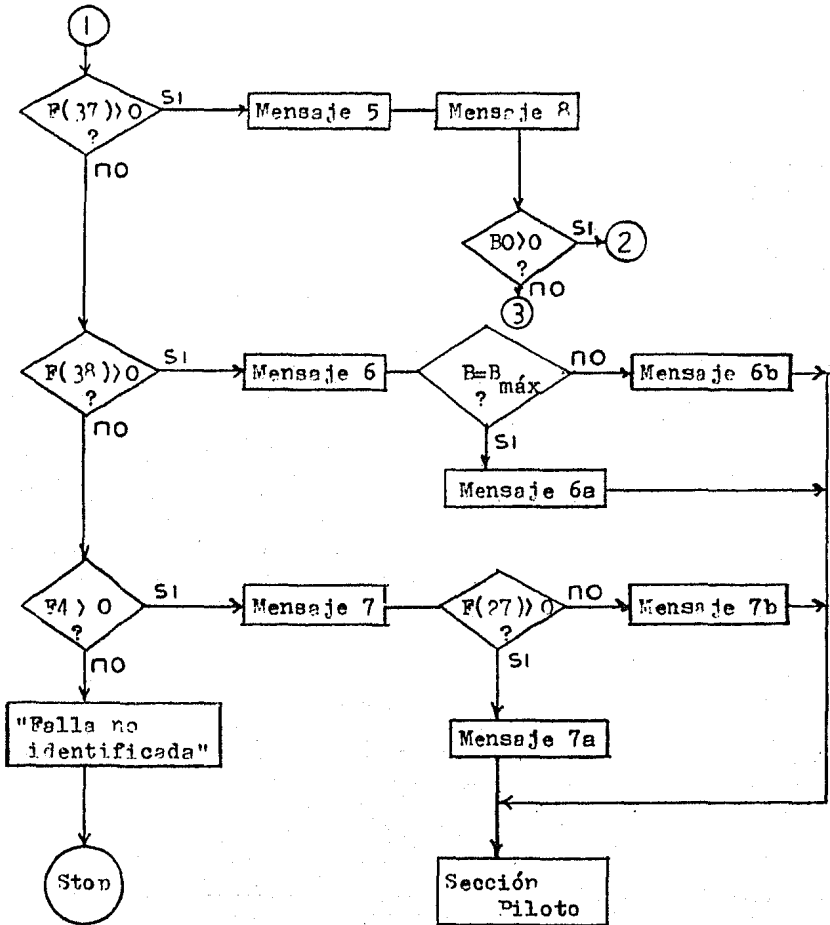 1
F(37)>0
?
SI
Mensaje 5
Mensaje 8
no
B0>0
?
SI
2
no
3
F(38)>0
?
SI
Mensaje 6
B=Bmáx
?
no
Mensaje 6b
no
SI
Mensaje 6a
F4 > 0
?
SI
Mensaje 7
F(27)>0
?
no
Mensaje 7b
no
SI
"Falla no
identificada"
Mensaje 7a
Stop
Sección
Piloto